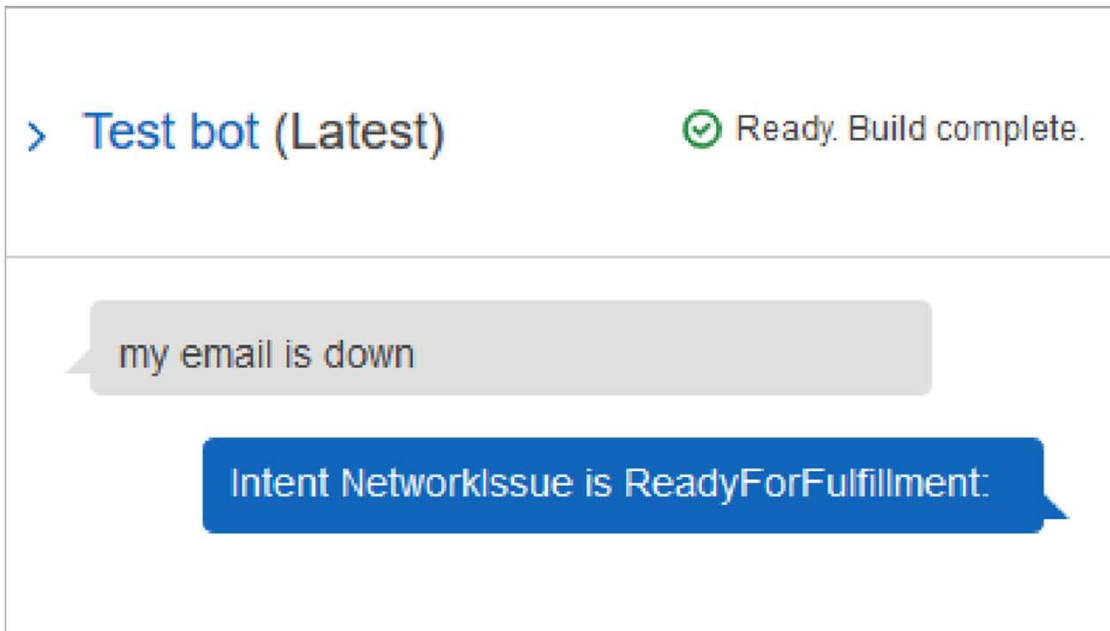 Test bot (Latest)
Ready. Build complete.
my email is down
Intent NetworkIssue is ReadyForFulfillment: